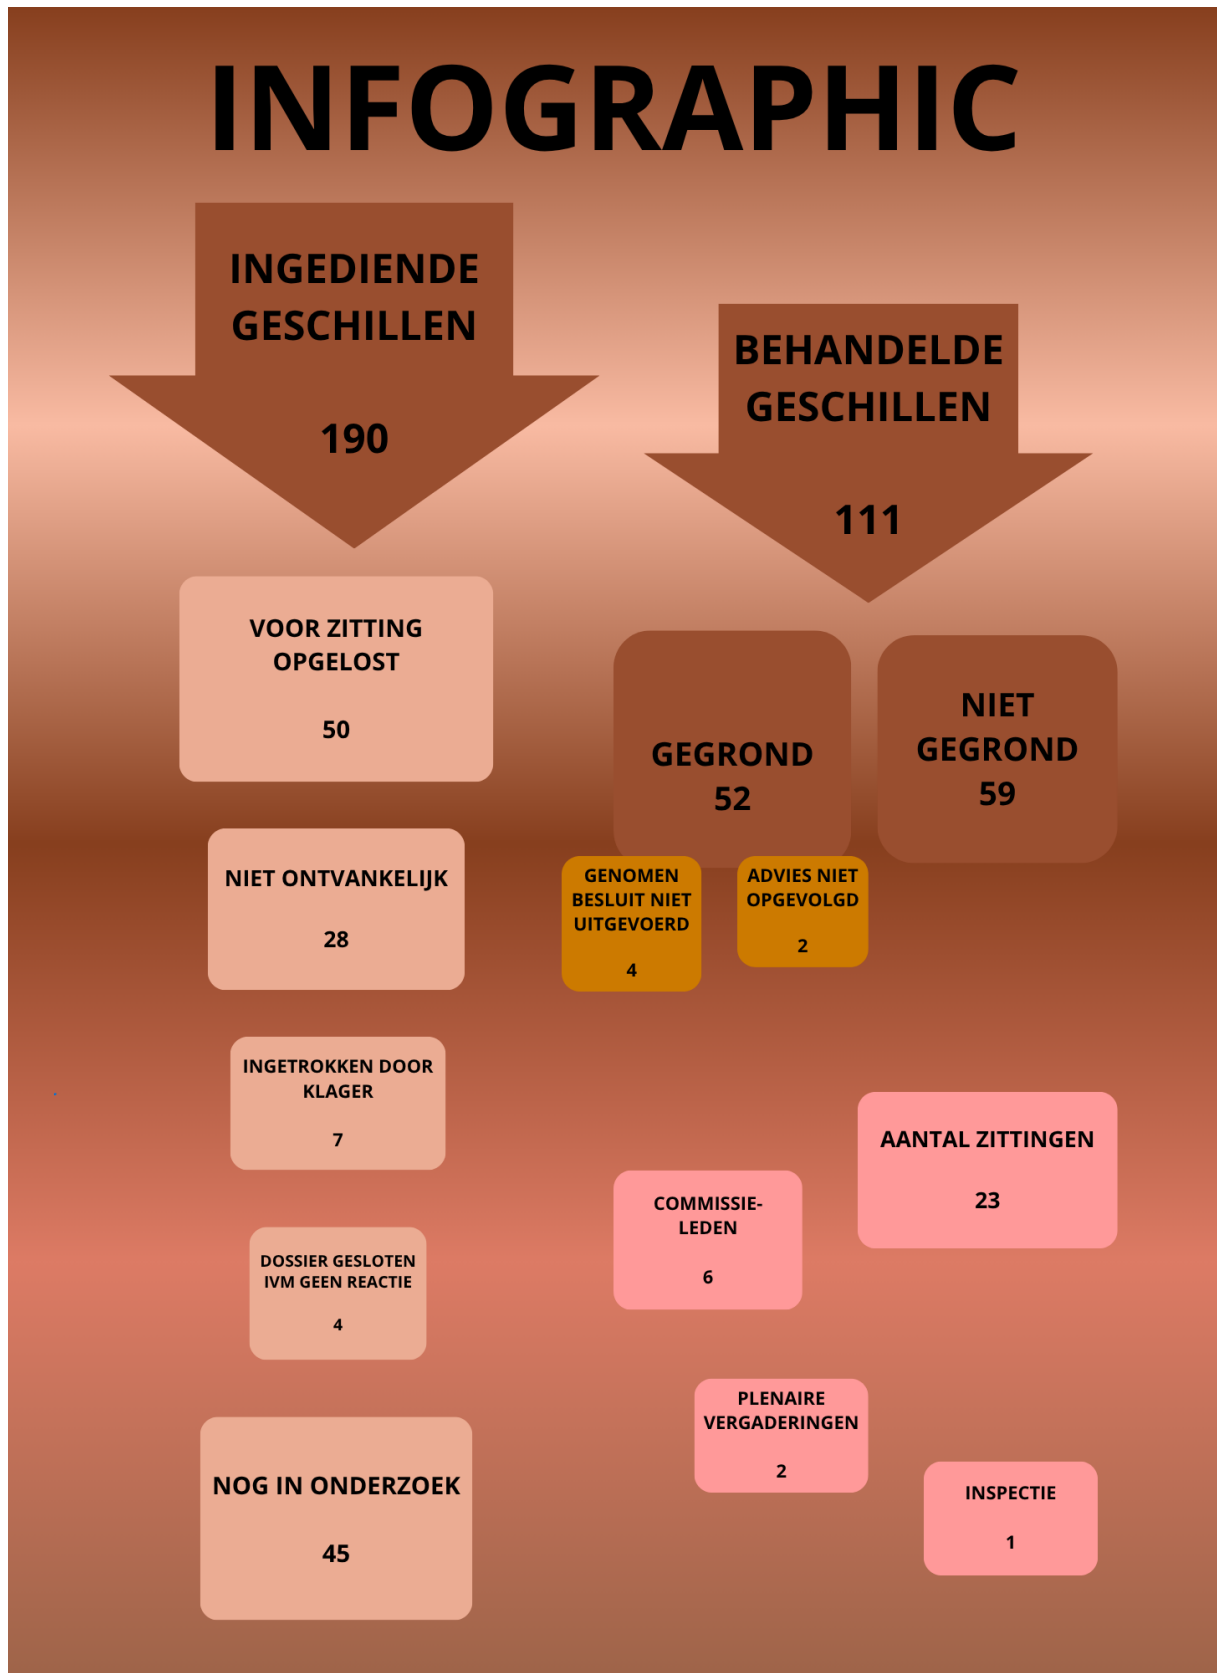 INFOGRAPHIC
INGEDIENDE
GESCHILLEN
190
BEHANDELDE
GESCHILLEN
111
VOOR ZITTING
OPGELOST
50
GEGROND
52
NIET
GEGROND
59
NIET ONTVANKELIJK
28
GENOMEN
BESLUIT NIET
UITGEVOERD
4
ADVIES NIET
OPGEVOLGD
2
INGETROKKEN DOOR
KLAGER
7
AANTAL ZITTINGEN
23
COMMISSIE-
LEDEN
6
DOSSIER GESLOTEN
IVM GEEN REACTIE
4
PLENAIRE
VERGADERINGEN
2
NOG IN ONDERZOEK
45
INSPECTIE
1